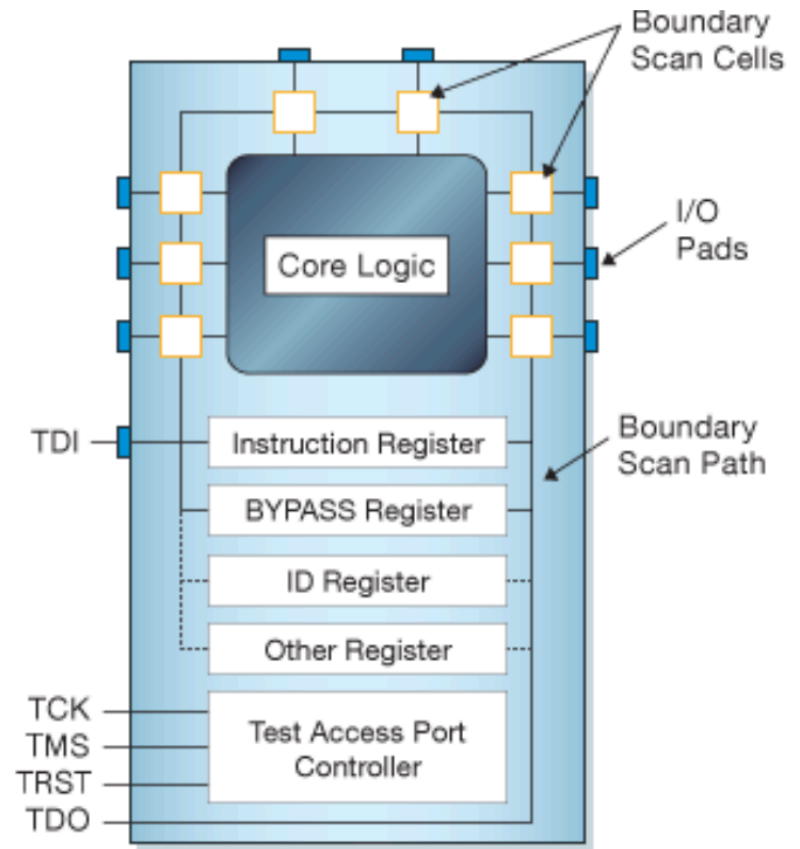 Boundary
Scan Cells
I/O
Pads
Core Logic
Boundary
Scan Path
TDI
Instruction Register
BYPASS Register
ID Register
Other Register
TCK
TMS
TRST
TDO
Test Access Port
Controller